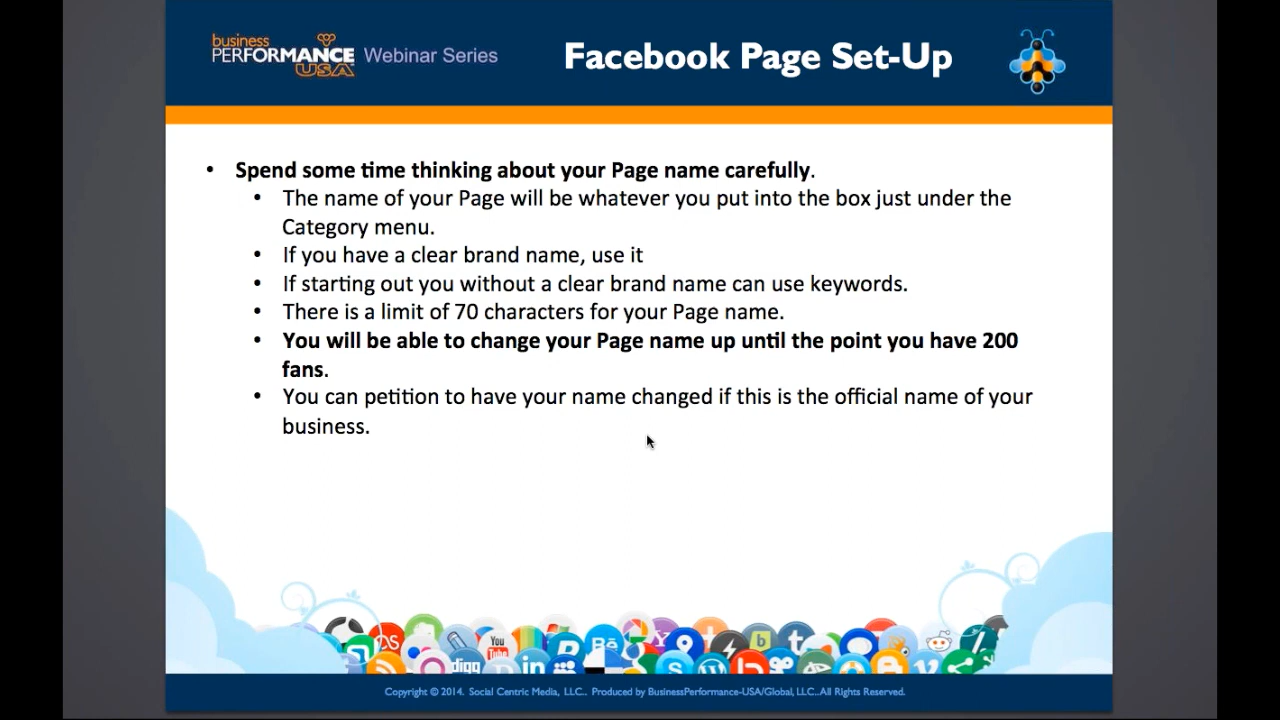 business
PERFORMANCE
USA
Webinar Series
Facebook Page Set-Up
• Spend some time thinking about your Page name carefully.
• The name of your Page will be whatever you put into the box just under the
Category menu.
• If you have a clear brand name, use it
• If starting out you without a clear brand name can use keywords.
• There is a limit of 70 characters for your Page name.
• You will be able to change your Page name up until the point you have 200
fans.
• You can petition to have your name changed if this is the official name of your
business.
You
Tube
digg
in
Bē
Copyright © 2014. Social Centric Media, LLC.. Produced by BusinessPerformance-USA/Global, LLC..All Rights Reserved.